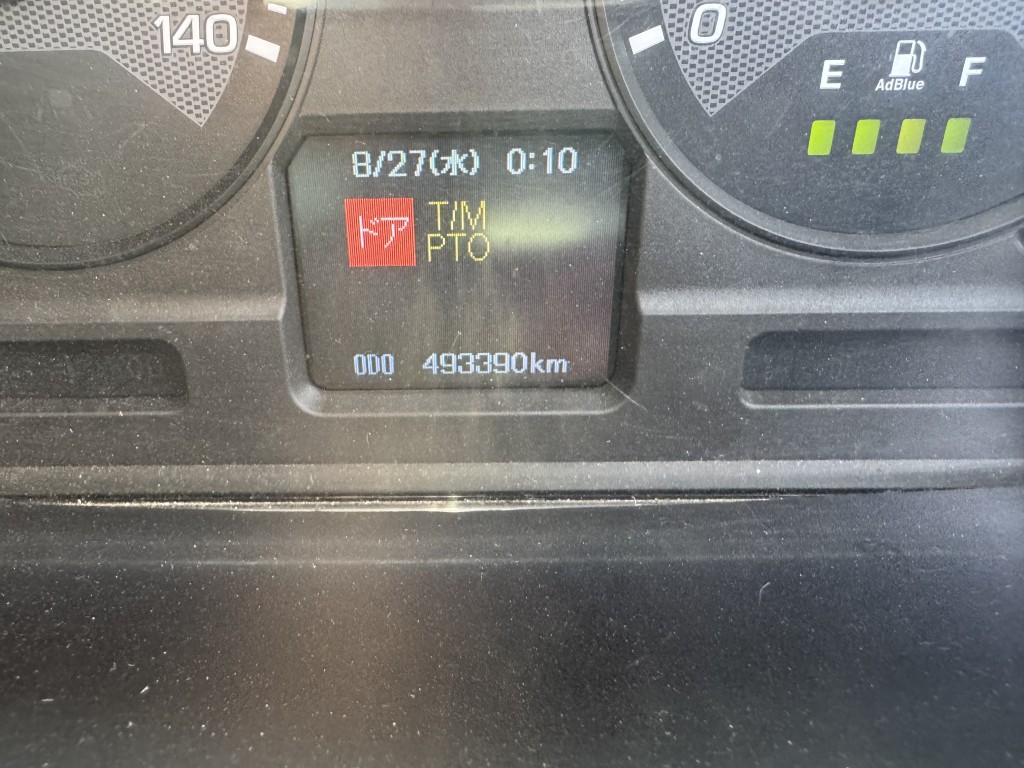 140
0
E AdBlue F
8/27(水) 0:10
ドア T/M
PTO
ODO 493390km